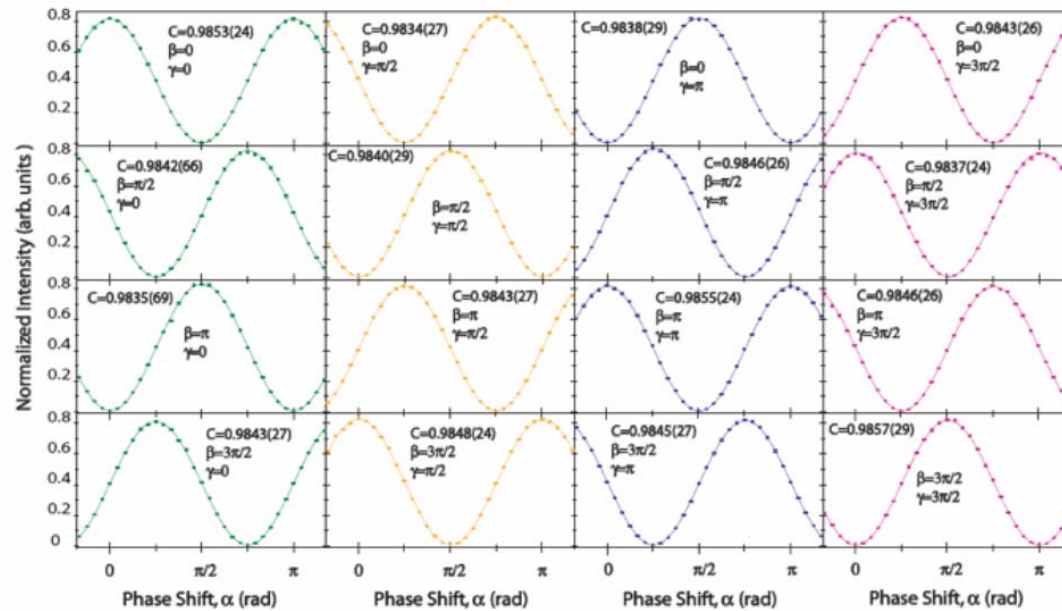 Normalized Intensity (arb. units )
0.8
0.6
0.4
0.2
C=0.9853(24)
β=0
γ=0
C=0.9834(27)
β=0
γ=π/2
C=0.9838(29)
β=0
γ=π
C=0.9843(26)
β=0
γ=3π/2
0.8
0.6
0.4
0.2
C=0.9842(66)
β=π/2
γ=0
C=0.9840(29)
β=π/2
γ=π/2
C=0.9846(26)
β=π/2
γ=π
C=0.9837(24)
β=π/2
γ=3π/2
0.8
0.6
0.4
0.2
C=0.9835(69)
β=π
γ=0
C=0.9843(27)
β=π
γ=π/2
C=0.9855(24)
β=π
γ=π
C=0.9846(26)
β=π
γ=3π/2
0.8
0.6
0.4
0.2
0
C=0.9843(27)
β=3π/2
γ=0
C=0.9848(24)
β=3π/2
γ=π/2
C=0.9845(27)
β=3π/2
γ=π
C=0.9857(29)
β=3π/2
γ=3π/2
0 π/2 π 0 π/2 π 0 π/2 π 0 π/2 π
Phase Shift, α (rad) Phase Shift, α (rad) Phase Shift, α (rad) Phase Shift, α (rad)